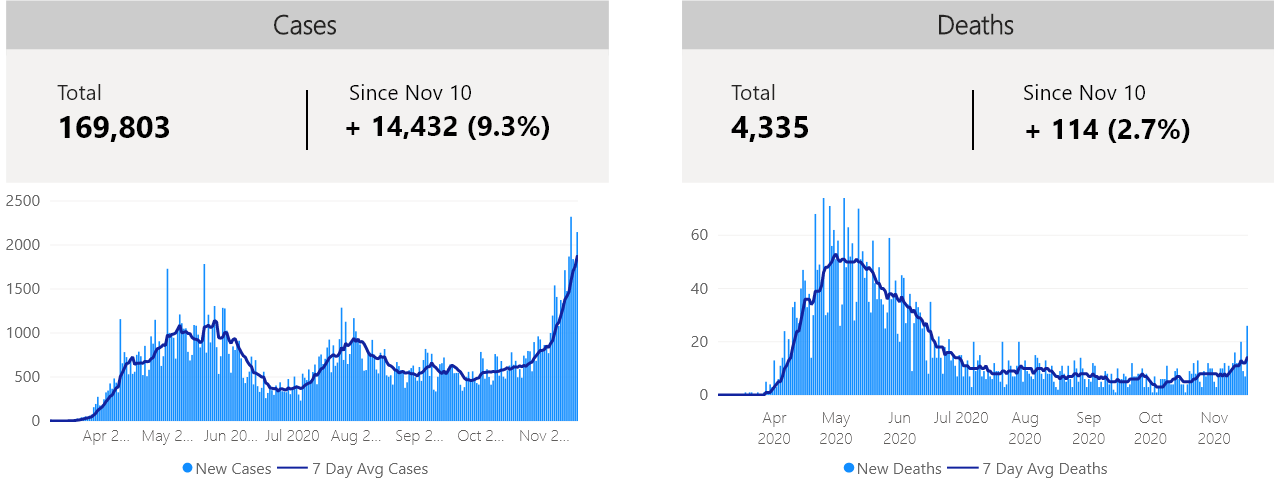 Cases
Total
169,803
Since Nov 10
+ 14,432 (9.3%)
2500
2000
1500
1000
500
0
Apr 2... May 2... Jun 20... Jul 2020 Aug 2... Sep 2... Oct 2... Nov 2...
New Cases 7 Day Avg Cases
Deaths
Total
4,335
Since Nov 10
+ 114 (2.7%)
60
40
20
0
Apr May Jun Jul 2020 Aug Sep Oct Nov
2020 2020 2020 2020 2020 2020 2020
New Deaths 7 Day Avg Deaths